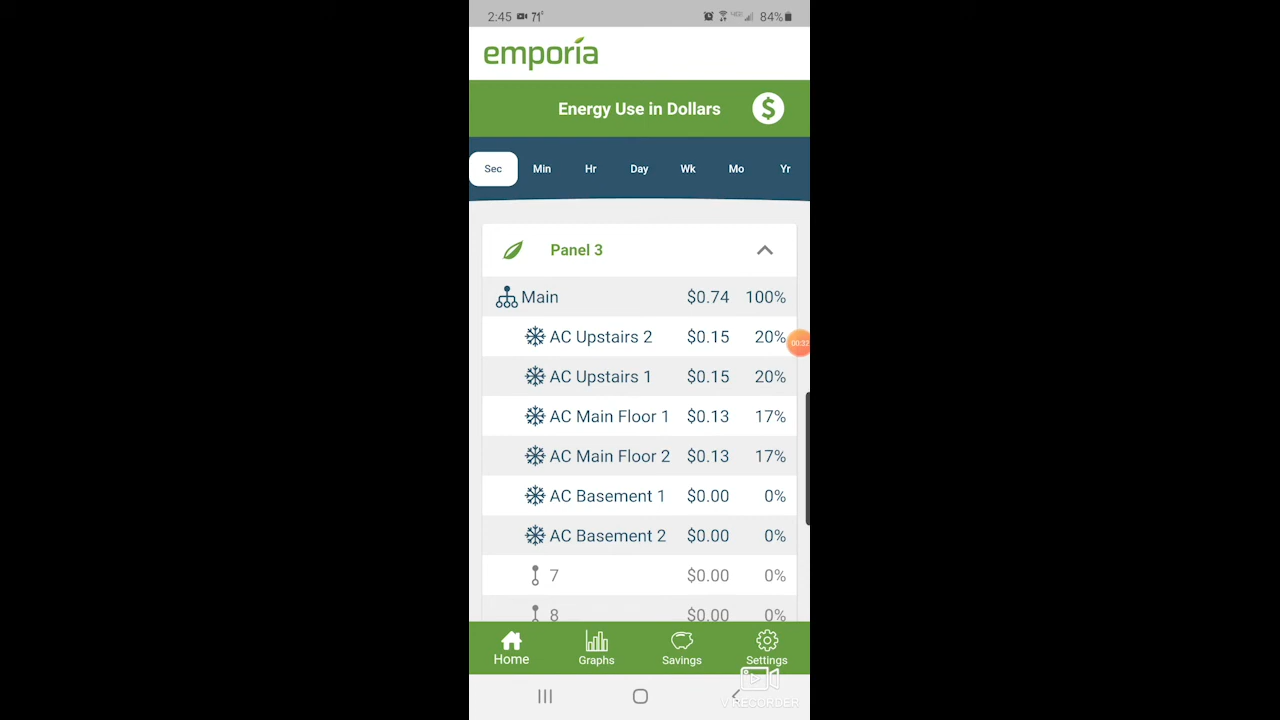 2:45 71° 84%
emporia
Energy Use in Dollars $
Sec Min Hr Day Wk Mo Yr
Panel 3
Main $0.74 100%
AC Upstairs 2 $0.15 20%
00:22
AC Upstairs 1 $0.15 20%
AC Main Floor 1 $0.13 17%
AC Main Floor 2 $0.13 17%
AC Basement 1 $0.00 0%
AC Basement 2 $0.00 0%
7 $0.00 0%
8 $0.00 0%
Home Graphs Savings Settings
V RECORDER